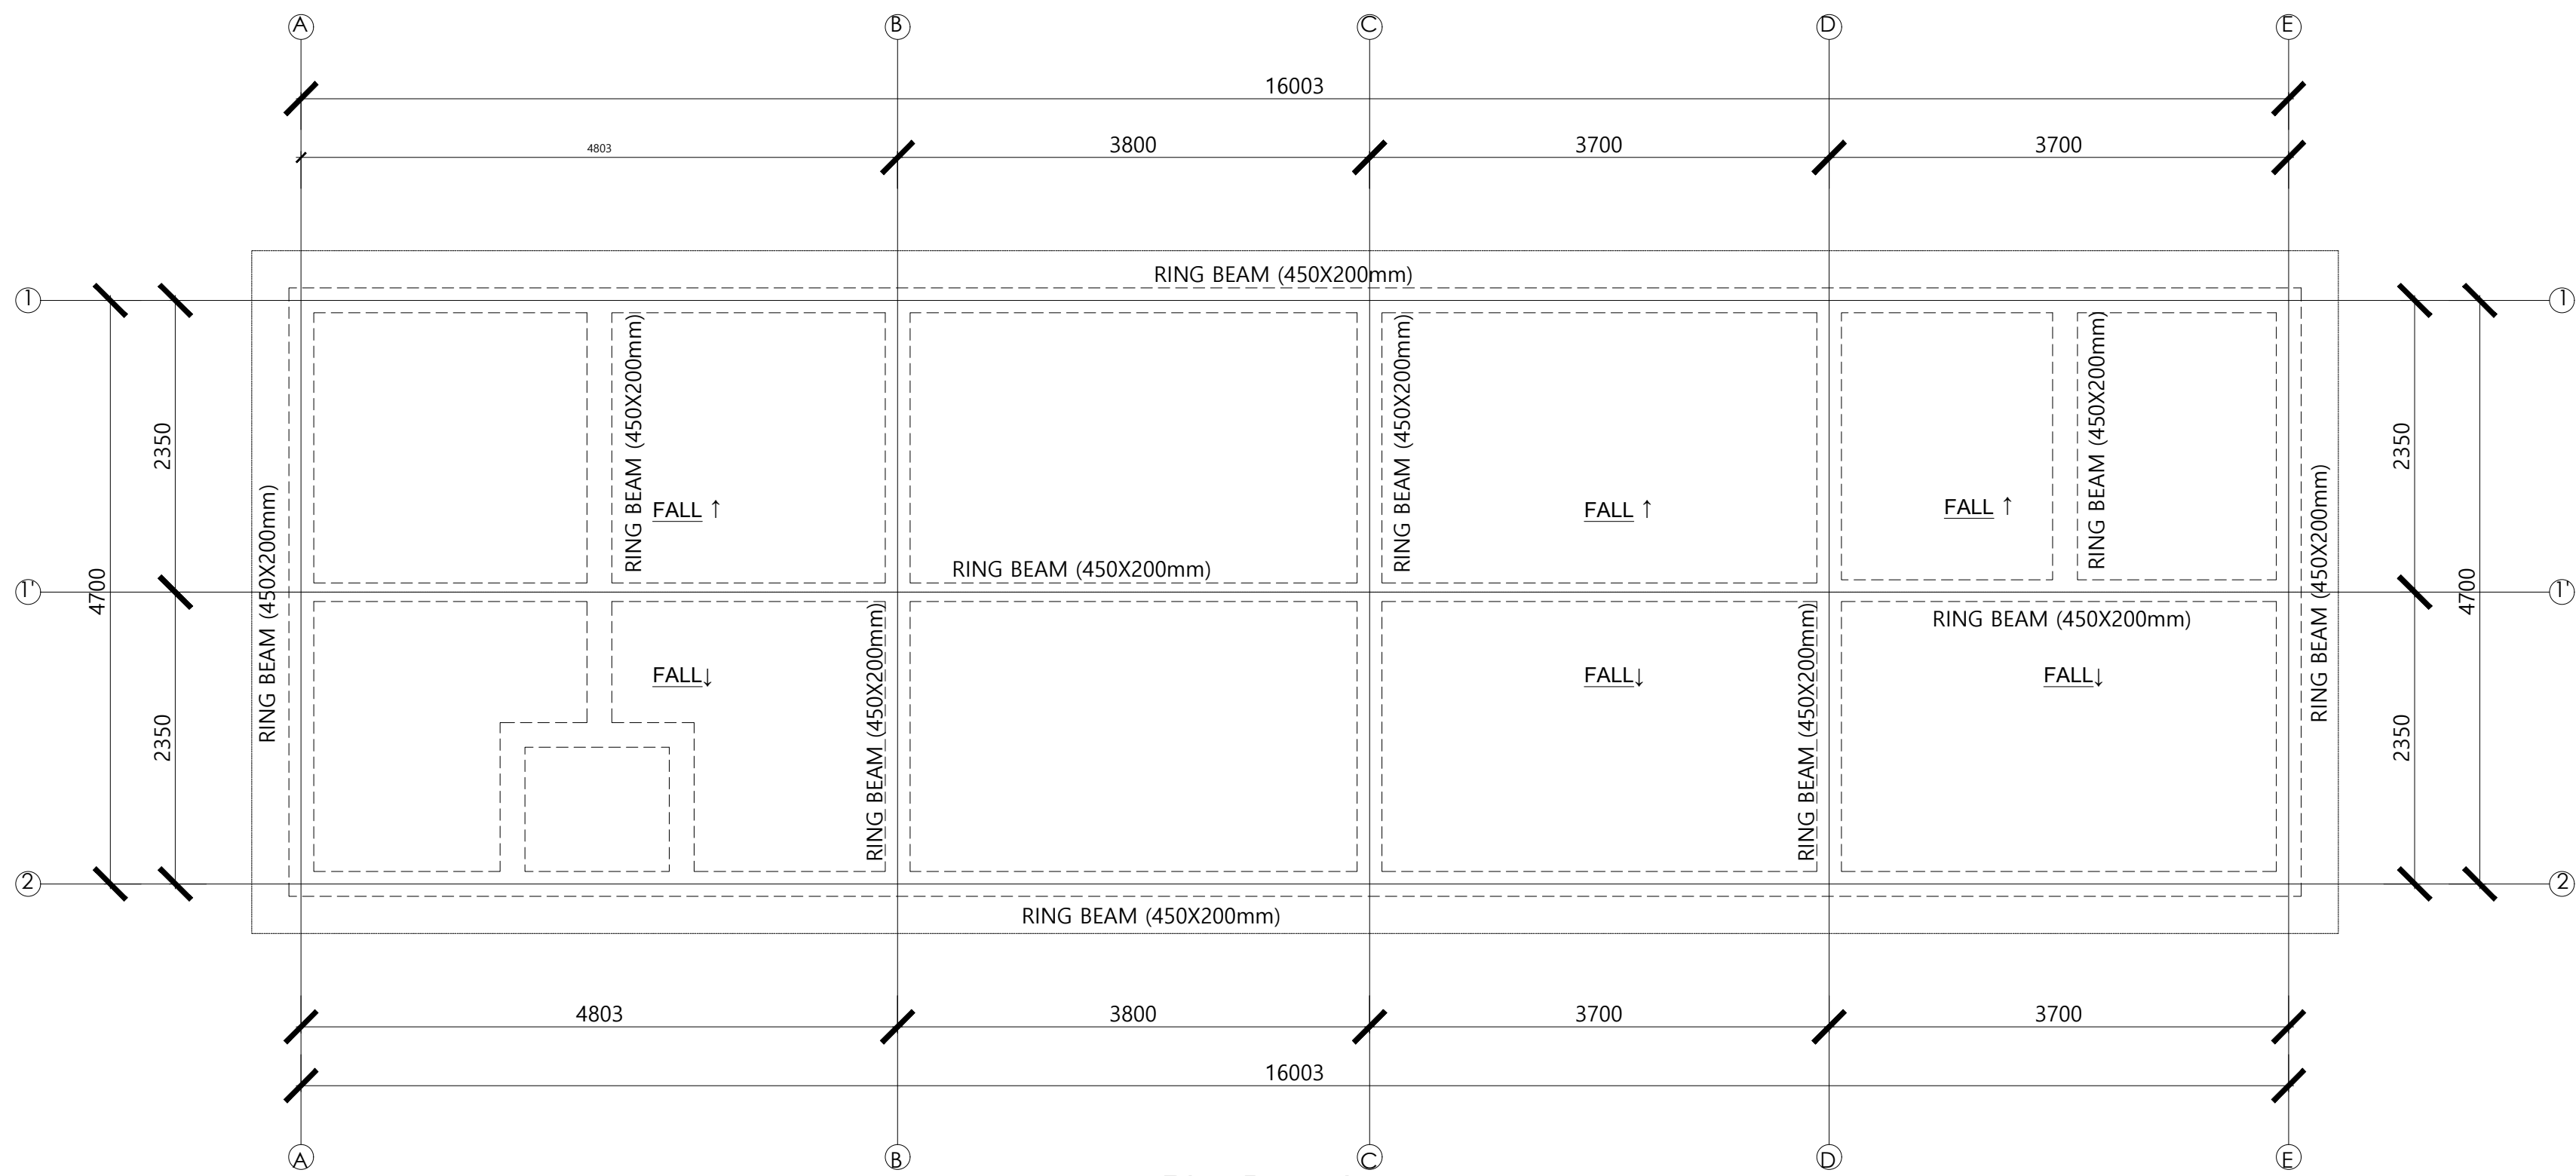 A B C D E
16003
4803 3800 3700 3700
RING BEAM (450X200mm)
1 1
RING BEAM (450X200mm)
RING BEAM (450X200mm)
RING BEAM (450X200mm)
2350 2350
FALL ↑ FALL ↑ FALL ↑
RING BEAM (450X200mm)
RING BEAM (450X200mm)
RING BEAM (450X200mm)
4700 4700
1' 1'
RING BEAM (450X200mm)
RING BEAM (450X200mm)
RING BEAM (450X200mm)
FALL↓ FALL↓ FALL↓
2350 2350
2 2
RING BEAM (450X200mm)
RING BEAM (450X200mm)
4803 3800 3700 3700
16003
A B C D E